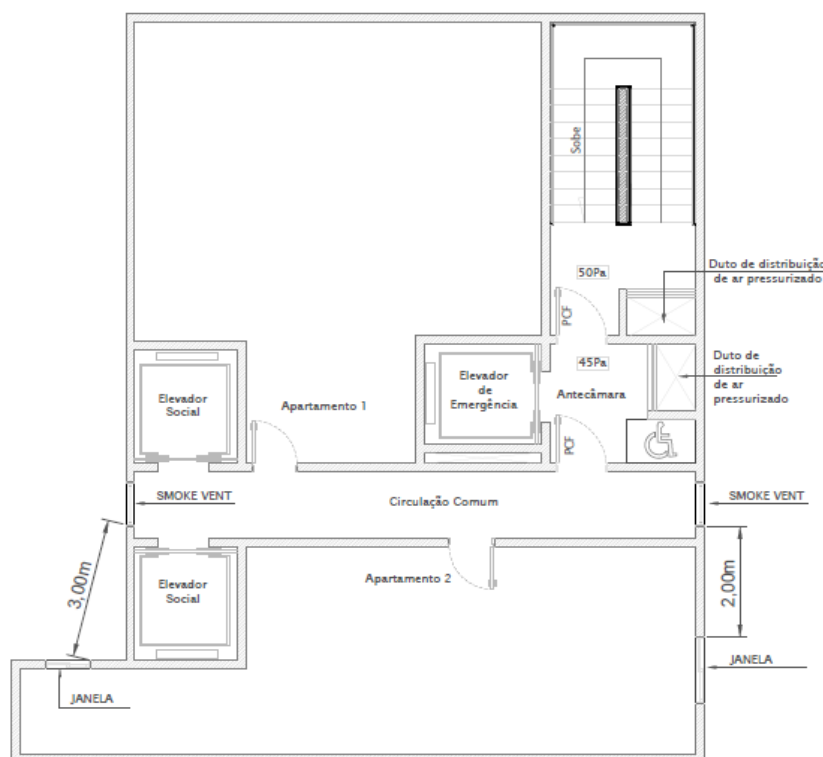 Sobe
50Pa
Duto de distribuição
de ar pressurizado
PCF
45Pa
Antecâmara
Duto de
distribuição
de ar
pressurizado
Elevador
de
Emergência
Elevador
Social
Apartamento 1
PCF
SMOKE VENT
Circulação Comum
SMOKE VENT
3,00m
Elevador
Social
Apartamento 2
2,00m
JANELA
JANELA